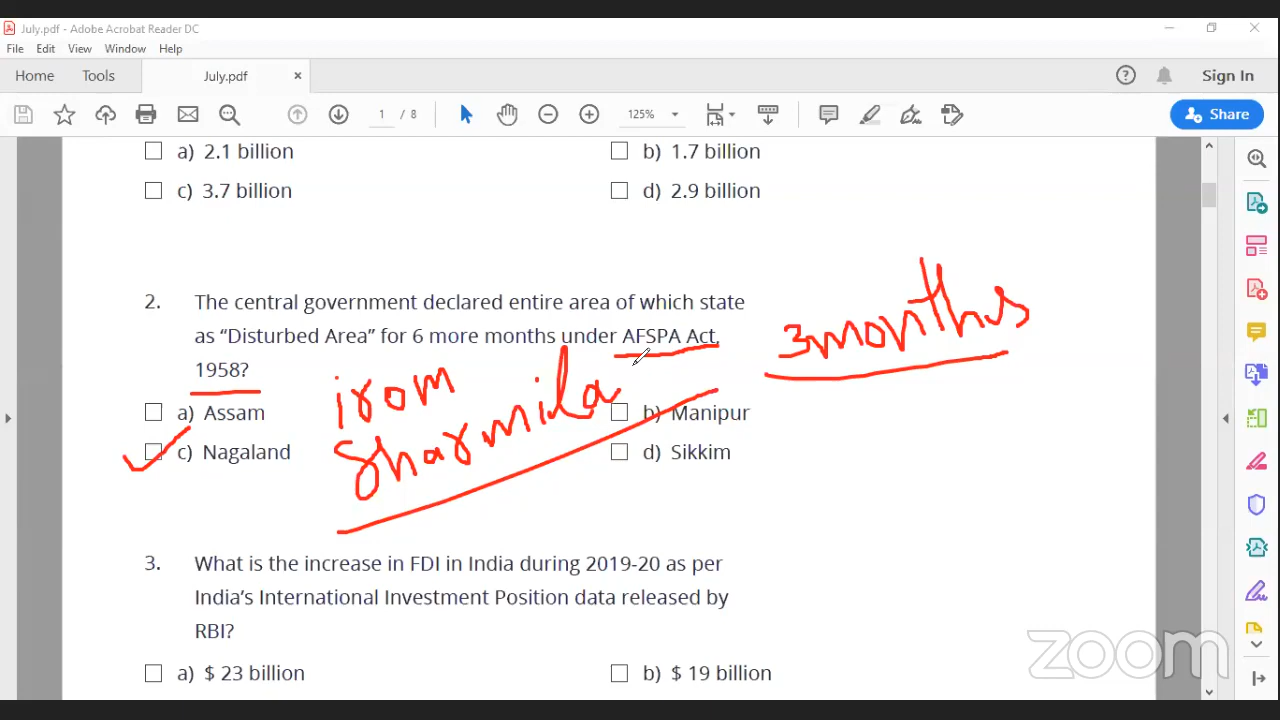 July.pdf - Adobe Acrobat Reader DC
File Edit View Window Help
Home Tools July.pdf × ? Sign In
1 / 8 125% Share
a) 2.1 billion b) 1.7 billion
c) 3.7 billion d) 2.9 billion
2. The central government declared entire area of which state
as “Disturbed Area” for 6 more months under AFSPA Act,
3months
1958?
irom
Sharmila
a) Assam b) Manipur
c) Nagaland d) Sikkim
3. What is the increase in FDI in India during 2019-20 as per
India’s International Investment Position data released by
RBI?
zoom
a) $ 23 billion b) $ 19 billion